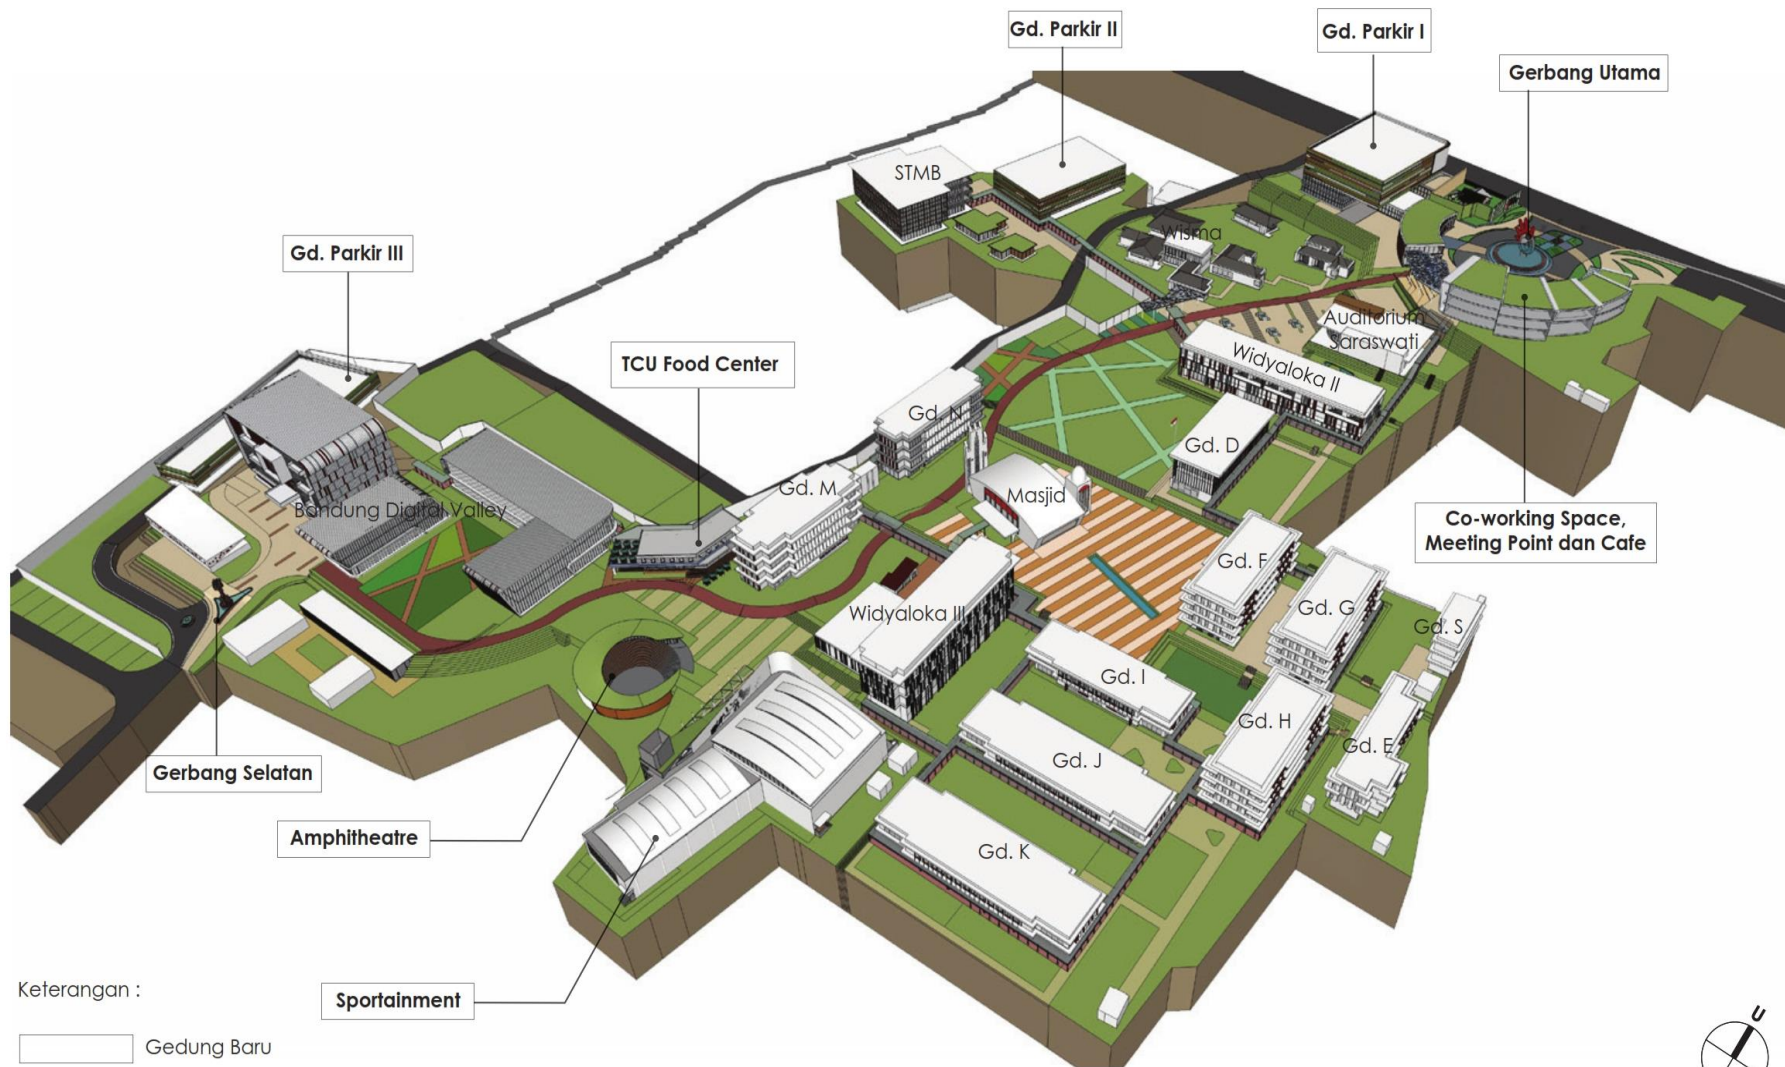 Gd. Parkir II
Gd. Parkir I
Gerbang Utama
STMB
Wisma
Gd. Parkir III
Auditorium
Saraswati
TCU Food Center
Widyaloka II
Gd. N
Gd. D
Gd. M
Masjid
Bandung Digital Valley
Co-working Space,
Meeting Point dan Cafe
Gd. F
Gd. G
Gd. S
Widyaloka III
Gd. I
Gd. H
Gd. E
Gd. J
Gerbang Selatan
Amphitheatre
Gd. K
Sportainment
Keterangan :
Gedung Baru
U